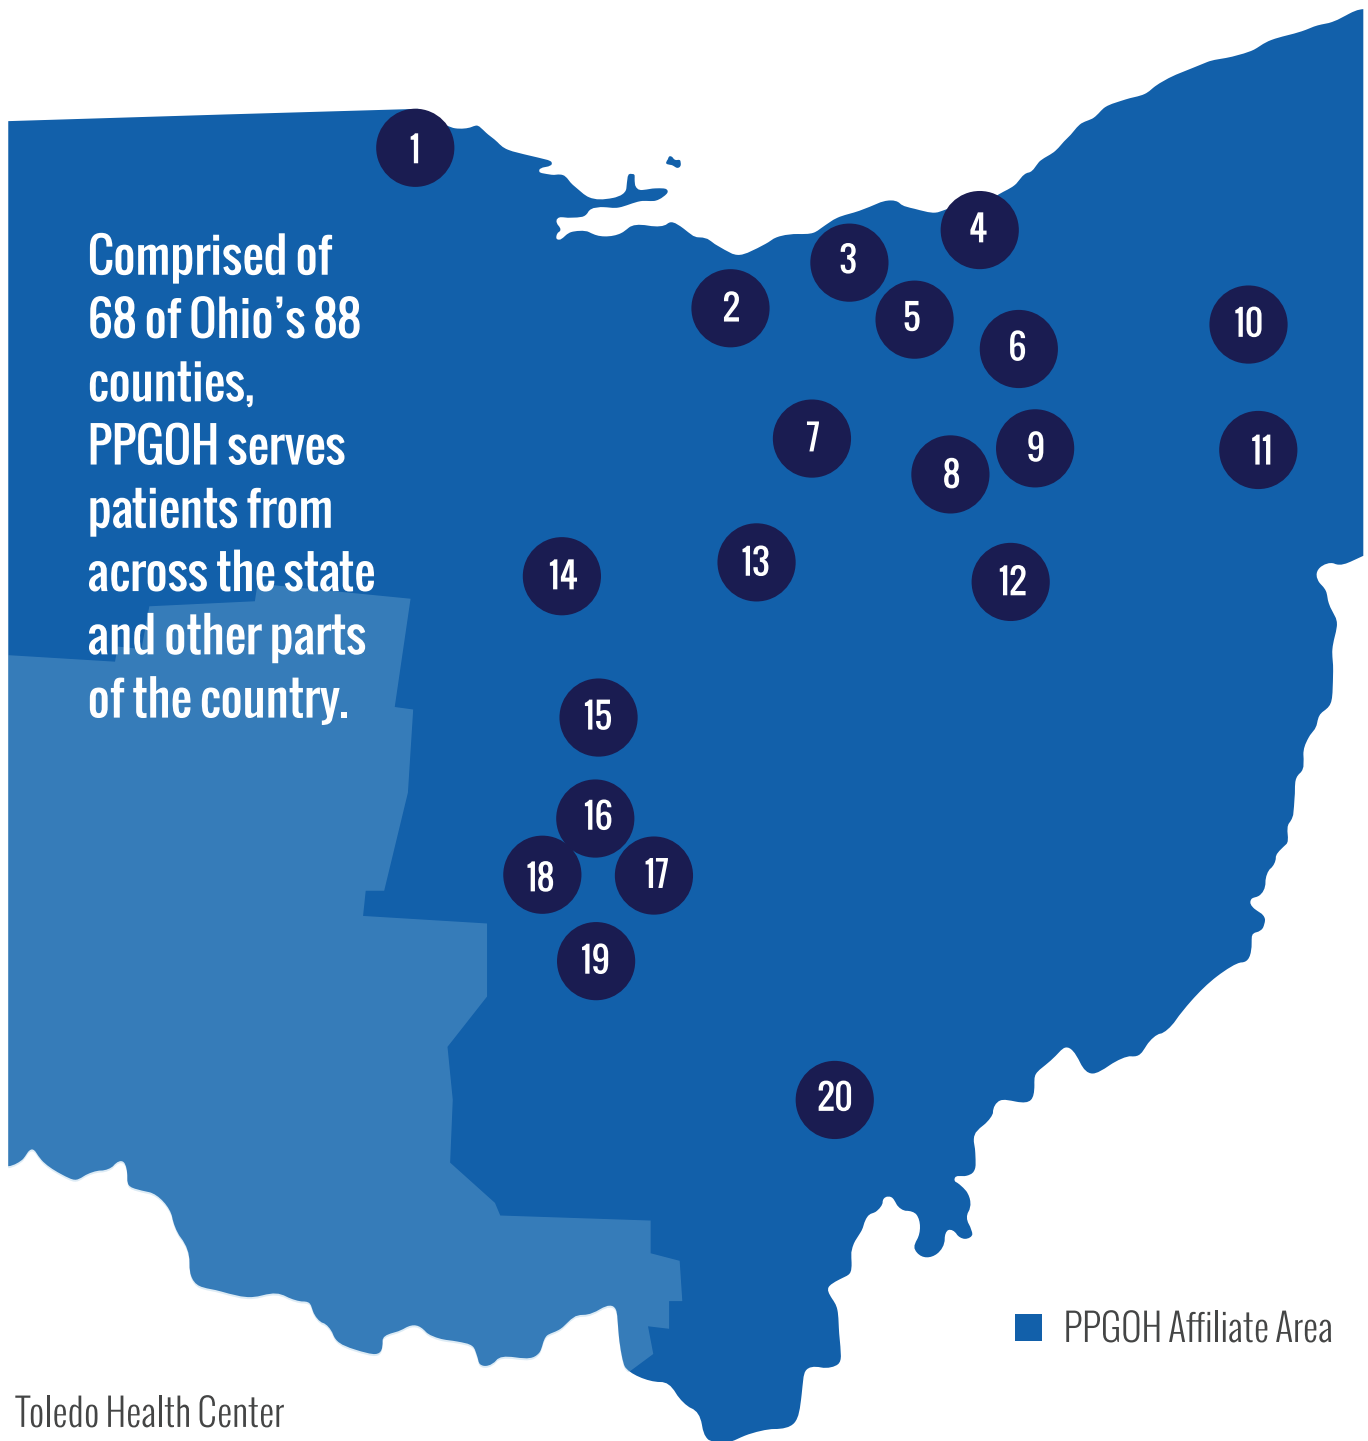 1
Comprised of
68 of Ohio's 88
counties,
PPGOH serves
patients from
across the state
and other parts
of the country.
4
3
2
5
10
6
7
9
11
8
13
14
12
15
16
17
18
19
20
PPGOH Affiliate Area
Toledo Health Center